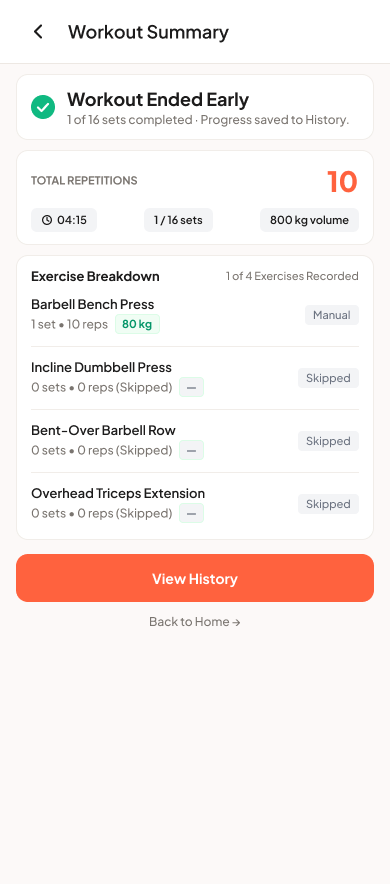 Workout Summary
Workout Ended Early
1 of 16 sets completed · Progress saved to History.
TOTAL REPETITIONS
10
04:15
1 / 16 sets
800 kg volume
Exercise Breakdown
1 of 4 Exercises Recorded
Barbell Bench Press
1 set • 10 reps 80 kg
Manual
Incline Dumbbell Press
0 sets • 0 reps (Skipped) —
Skipped
Bent-Over Barbell Row
0 sets • 0 reps (Skipped) —
Skipped
Overhead Triceps Extension
0 sets • 0 reps (Skipped) —
Skipped
View History
Back to Home →